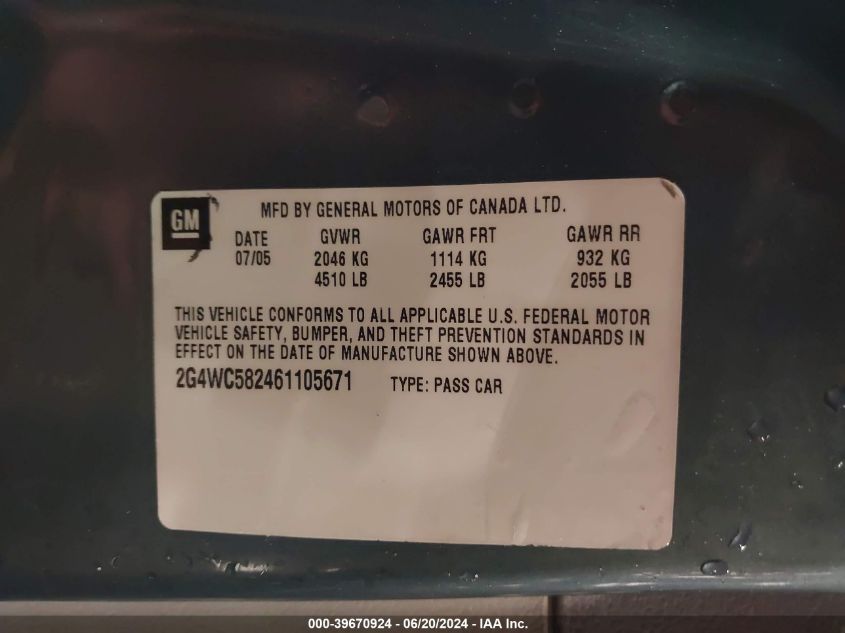 GM
MFD BY GENERAL MOTORS OF CANADA LTD.
DATE GVWR GAWR FRT GAWR RR
07/05 2046 KG 1114 KG 932 KG
4510 LB 2455 LB 2055 LB
THIS VEHICLE CONFORMS TO ALL APPLICABLE U.S. FEDERAL MOTOR
VEHICLE SAFETY, BUMPER, AND THEFT PREVENTION STANDARDS IN
EFFECT ON THE DATE OF MANUFACTURE SHOWN ABOVE.
2G4WC582461105671 TYPE: PASS CAR
000-39670924 - 06/20/2024 - IAA Inc.